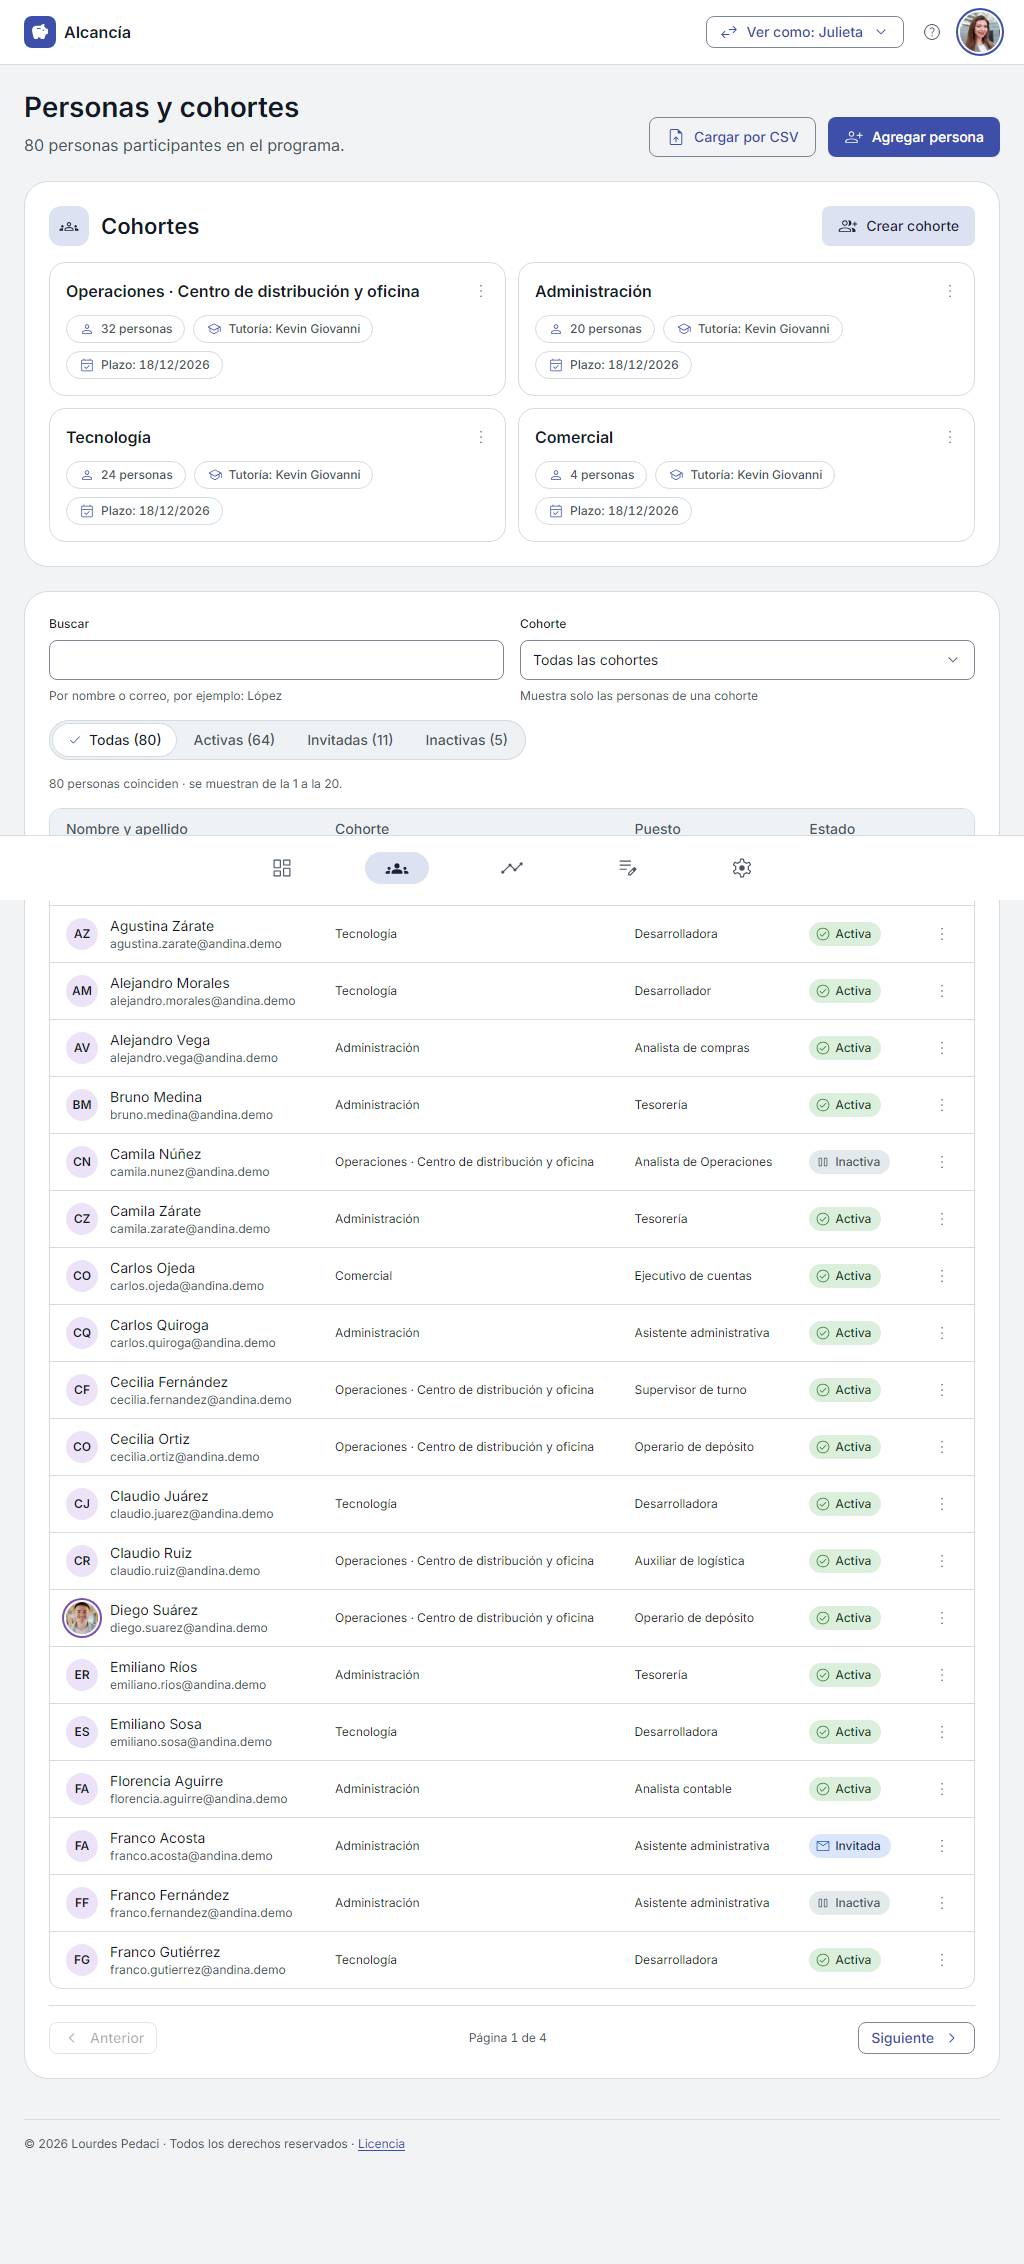 Alcancía
Ver como: Julieta
Personas y cohortes
80 personas participantes en el programa.
Cargar por CSV
Agregar persona
Cohortes
Crear cohorte
Operaciones · Centro de distribución y oficina
32 personas
Tutoría: Kevin Giovanni
Plazo: 18/12/2026
Administración
20 personas
Tutoría: Kevin Giovanni
Plazo: 18/12/2026
Tecnología
24 personas
Tutoría: Kevin Giovanni
Plazo: 18/12/2026
Comercial
4 personas
Tutoría: Kevin Giovanni
Plazo: 18/12/2026
Buscar
Por nombre o correo, por ejemplo: López
Cohorte
Todas las cohortes
Muestra solo las personas de una cohorte
Todas (80) Activas (64) Invitadas (11) Inactivas (5)
80 personas coinciden · se muestran de la 1 a la 20.
Nombre y apellido Cohorte Puesto Estado
AZ Agustina Zárate Tecnología Desarrolladora Activa
agustina.zarate@andina.demo
AM Alejandro Morales Tecnología Desarrollador Activa
alejandro.morales@andina.demo
AV Alejandro Vega Administración Analista de compras Activa
alejandro.vega@andina.demo
BM Bruno Medina Administración Tesorería Activa
bruno.medina@andina.demo
CN Camila Núñez Operaciones · Centro de distribución y oficina Analista de Operaciones Inactiva
camila.nunez@andina.demo
CZ Camila Zárate Administración Tesorería Activa
camila.zarate@andina.demo
CO Carlos Ojeda Comercial Ejecutivo de cuentas Activa
carlos.ojeda@andina.demo
CQ Carlos Quiroga Administración Asistente administrativa Activa
carlos.quiroga@andina.demo
CF Cecilia Fernández Operaciones · Centro de distribución y oficina Supervisor de turno Activa
cecilia.fernandez@andina.demo
CO Cecilia Ortiz Operaciones · Centro de distribución y oficina Operario de depósito Activa
cecilia.ortiz@andina.demo
CJ Claudio Juárez Tecnología Desarrolladora Activa
claudio.juarez@andina.demo
CR Claudio Ruiz Operaciones · Centro de distribución y oficina Auxiliar de logística Activa
claudio.ruiz@andina.demo
Diego Suárez Operaciones · Centro de distribución y oficina Operario de depósito Activa
diego.suarez@andina.demo
ER Emiliano Ríos Administración Tesorería Activa
emiliano.rios@andina.demo
ES Emiliano Sosa Tecnología Desarrolladora Activa
emiliano.sosa@andina.demo
FA Florencia Aguirre Administración Analista contable Activa
florencia.aguirre@andina.demo
FA Franco Acosta Administración Asistente administrativa Invitada
franco.acosta@andina.demo
FF Franco Fernández Administración Asistente administrativa Inactiva
franco.fernandez@andina.demo
FG Franco Gutiérrez Tecnología Desarrolladora Activa
franco.gutierrez@andina.demo
Anterior
Página 1 de 4
Siguiente
© 2026 Lourdes Pedaci · Todos los derechos reservados · Licencia